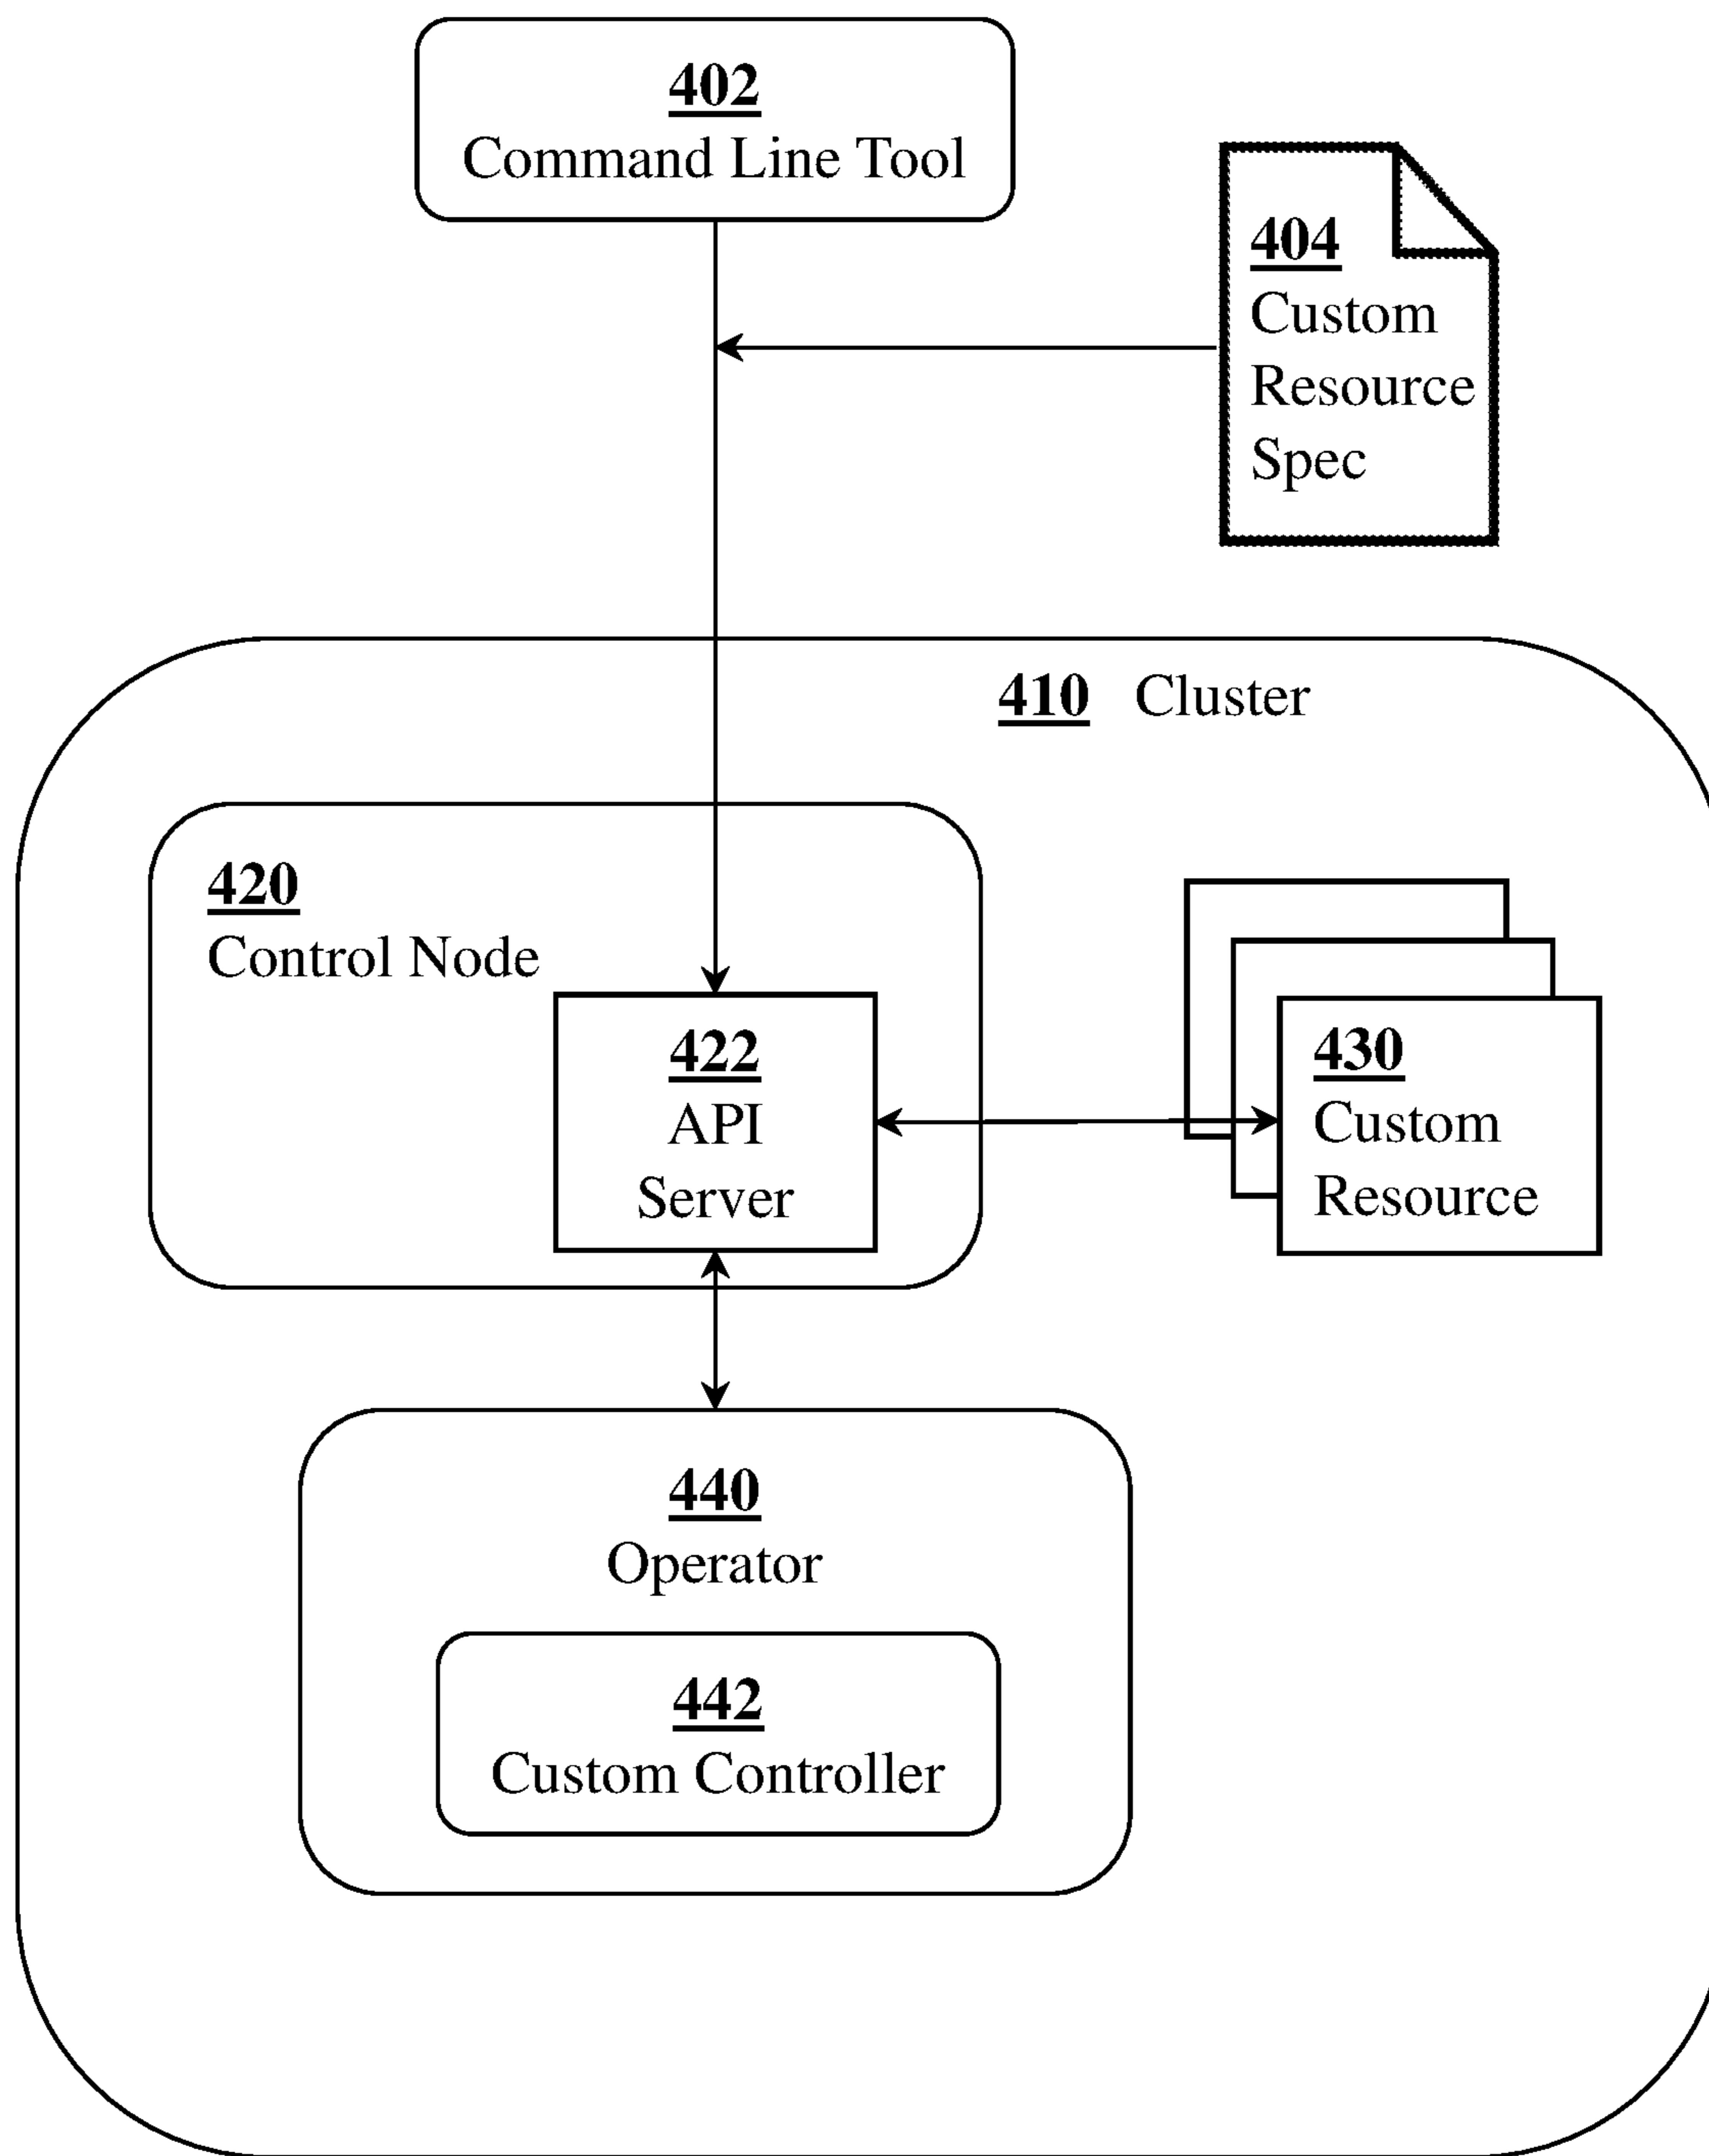 402
Command Line Tool
404
Custom
Resource
Spec
410 Cluster
420
Control Node
422
API
Server
430
Custom
Resource
440
Operator
442
Custom Controller